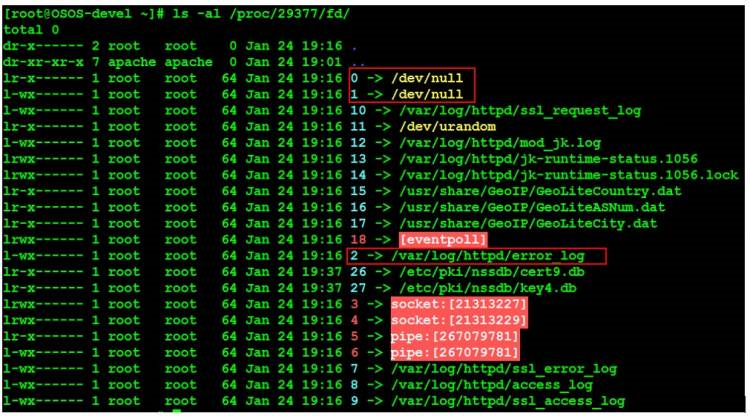 [root@OSOS-devel ~]# ls -al /proc/29377/fd/
total 0
dr-x------ 2 root   root    0 Jan 24 19:16 .
dr-xr-xr-x 7 apache apache  0 Jan 24 19:01 ..
lr-x------ 1 root   root   64 Jan 24 19:16 0 -> /dev/null
l-wx------ 1 root   root   64 Jan 24 19:16 1 -> /dev/null
l-wx------ 1 root   root   64 Jan 24 19:16 10 -> /var/log/httpd/ssl_request_log
lr-x------ 1 root   root   64 Jan 24 19:16 11 -> /dev/urandom
l-wx------ 1 root   root   64 Jan 24 19:16 12 -> /var/log/httpd/mod_jk.log
lrwx------ 1 root   root   64 Jan 24 19:16 13 -> /var/log/httpd/jk-runtime-status.1056
lrwx------ 1 root   root   64 Jan 24 19:16 14 -> /var/log/httpd/jk-runtime-status.1056.lock
lr-x------ 1 root   root   64 Jan 24 19:16 15 -> /usr/share/GeoIP/GeoLiteCountry.dat
lr-x------ 1 root   root   64 Jan 24 19:16 16 -> /usr/share/GeoIP/GeoLiteASNum.dat
lr-x------ 1 root   root   64 Jan 24 19:16 17 -> /usr/share/GeoIP/GeoLiteCity.dat
lrwx------ 1 root   root   64 Jan 24 19:16 18 -> [eventpoll]
l-wx------ 1 root   root   64 Jan 24 19:16 2 -> /var/log/httpd/error_log
lr-x------ 1 root   root   64 Jan 24 19:37 26 -> /etc/pki/nssdb/cert9.db
lr-x------ 1 root   root   64 Jan 24 19:37 27 -> /etc/pki/nssdb/key4.db
lrwx------ 1 root   root   64 Jan 24 19:16 3 -> socket:[21313227]
lrwx------ 1 root   root   64 Jan 24 19:16 4 -> socket:[21313229]
lr-x------ 1 root   root   64 Jan 24 19:16 5 -> pipe:[267079781]
l-wx------ 1 root   root   64 Jan 24 19:16 6 -> pipe:[267079781]
l-wx------ 1 root   root   64 Jan 24 19:16 7 -> /var/log/httpd/ssl_error_log
l-wx------ 1 root   root   64 Jan 24 19:16 8 -> /var/log/httpd/access_log
l-wx------ 1 root   root   64 Jan 24 19:16 9 -> /var/log/httpd/ssl_access_log